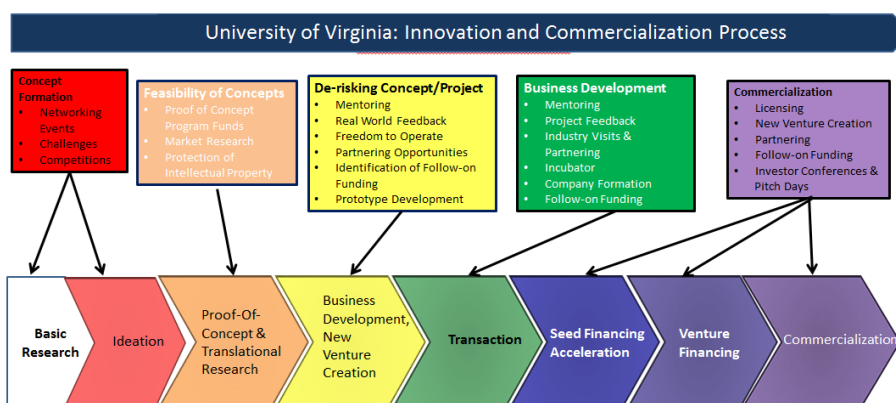 University of Virginia: Innovation and Commercialization Process
Concept
Formation
• Networking
Events
• Challenges
• Competitions
Feasibility of Concepts
• Proof of Concept
Program Funds
• Market Research
• Protection of
Intellectual Property
De-risking Concept/Project
• Mentoring
• Real World Feedback
• Freedom to Operate
• Partnering Opportunities
• Identification of Follow-on
Funding
• Prototype Development
Business Development
• Mentoring
• Project Feedback
• Industry Visits &
Partnering
• Incubator
• Company Formation
• Follow-on Funding
Commercialization
• Licensing
• New Venture Creation
• Partnering
• Follow-on Funding
• Investor Conferences &
Pitch Days
Basic
Research
Ideation
Proof-Of-
Concept &
Translational
Research
Business
Development,
New
Venture
Creation
Transaction
Seed Financing
Acceleration
Venture
Financing
Commercialization